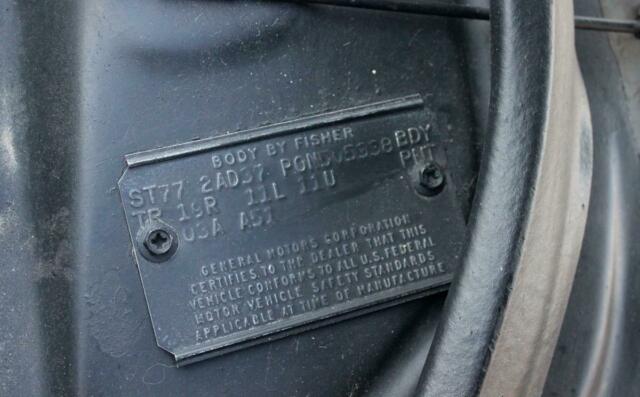 BODY BY FISHER
ST77 2AD37 PON505338 BDY
TR 19R 11L 11U PNT
03A A51
GENERAL MOTORS CORPORATION
CERTIFIES TO THE DEALER THAT THIS
VEHICLE CONFORMS TO ALL U.S. FEDERAL
MOTOR VEHICLE SAFETY STANDARDS
APPLICABLE AT TIME OF MANUFACTURE